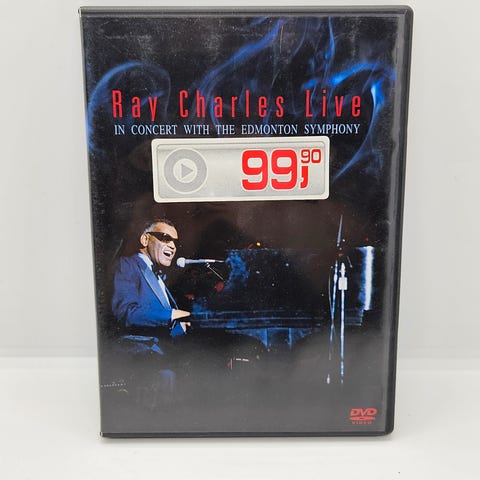 Ray Charles Live
IN CONCERT WITH THE EDMONTON SYMPHONY
99,90
DVD
VIDEO